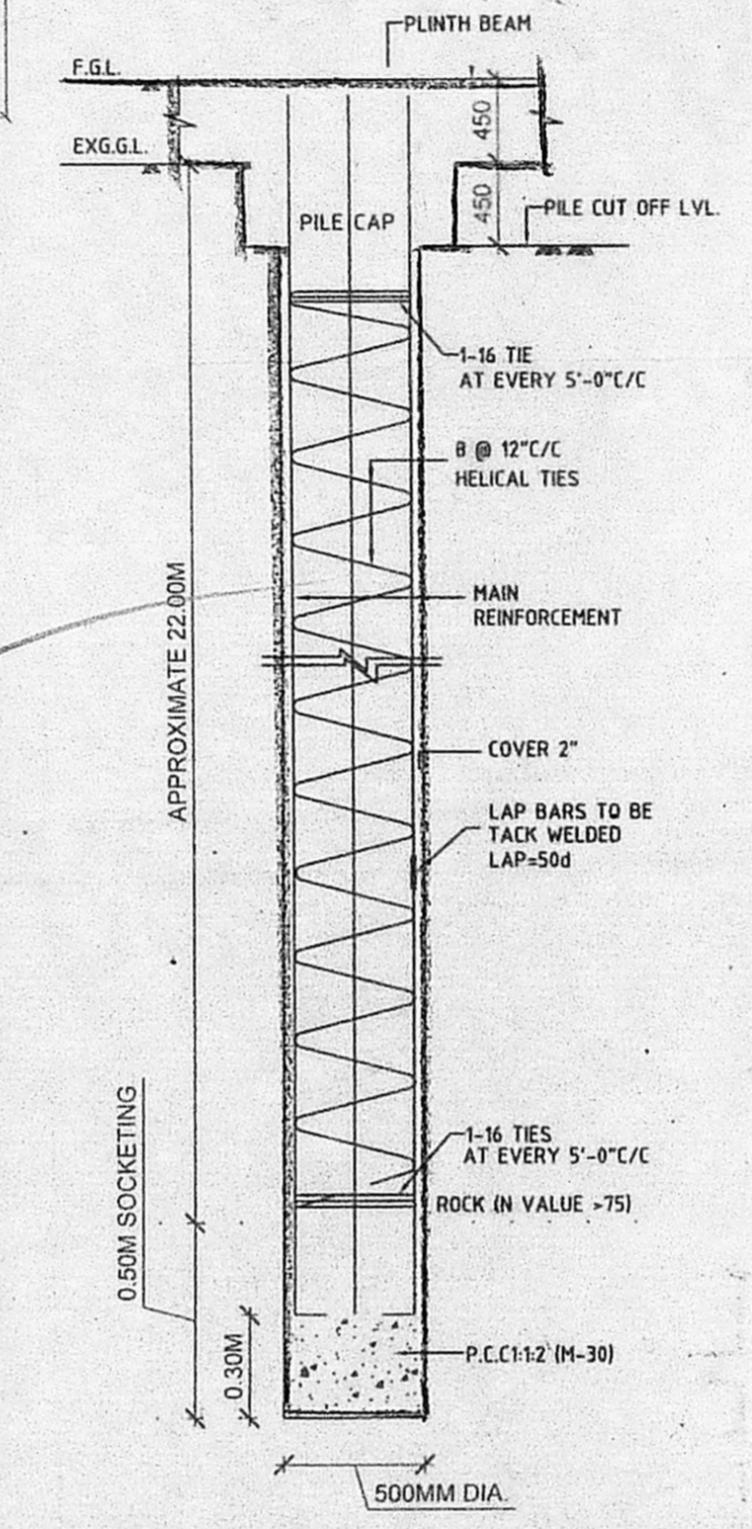 PLINTH BEAM
F.G.L.
450
EXG.G.L.
450
PILE CUT OFF LVL.
PILE CAP
1-16 TIE
AT EVERY 5'-0"C/C
8 @ 12"C/C
HELICAL TIES
MAIN
REINFORCEMENT
APPROXIMATE 22.00M
COVER 2"
LAP BARS TO BE
TACK WELDED
LAP=50d
1-16 TIES
AT EVERY 5'-0"C/C
ROCK (N VALUE >75)
0.50M SOCKETING
0.30M
P.C.C1:1:2 (M-30)
500MM DIA.